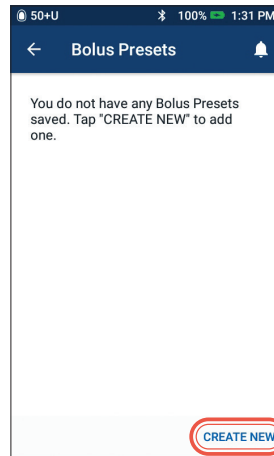 50+U 100% 1:31 PM
Bolus Presets
You do not have any Bolus Presets
saved. Tap "CREATE NEW" to add
one.
CREATE NEW